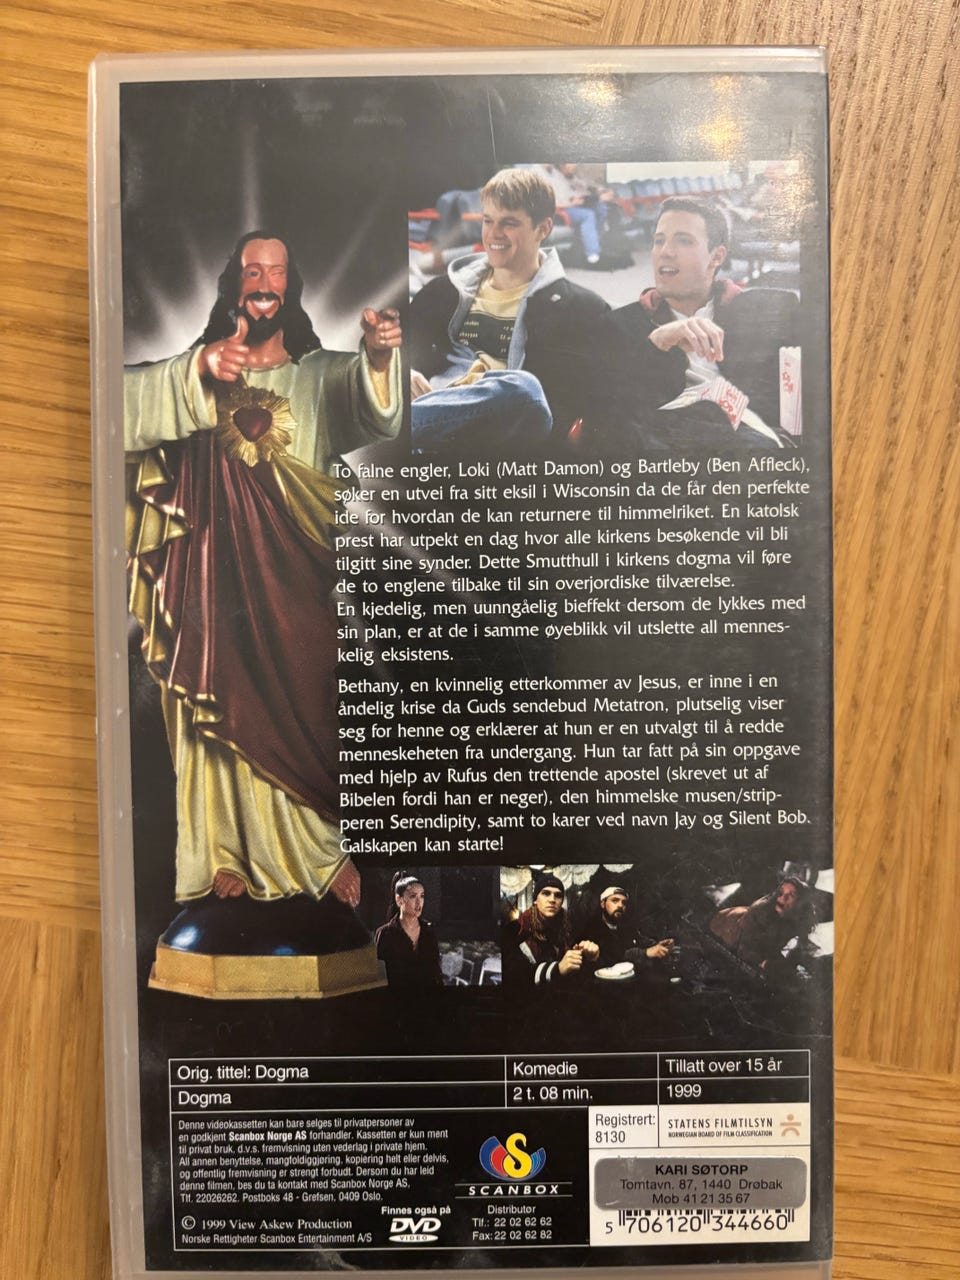 To falne engler, Loki (Matt Damon) og Bartleby (Ben Affleck),
søker en utvei fra sitt eksil i Wisconsin da de får den perfekte
ide for hvordan de kan returnere til himmelriket. En katolsk
prest har utpekt en dag hvor alle kirkens besøkende vil bli
tilgitt sine synder. Dette Smutthull i kirkens dogma vil føre
de to englene tilbake til sin overjordiske tilværelse.
En kjedelig, men uunngåelig bieffekt dersom de lykkes med
sin plan, er at de i samme øyeblikk vil utslette all mennes-
kelig eksistens.
Bethany, en kvinnelig etterkommer av Jesus, er inne i en
åndelig krise da Guds sendebud Metatron, plutselig viser
seg for henne og erklærer at hun er en utvalgt til å redde
menneskeheten fra undergang. Hun tar fatt på sin oppgave
med hjelp av Rufus den trettende apostel (skrevet ut af
Bibelen fordi han er neger), den himmelske musen/strip-
peren Serendipity, samt to karer ved navn Jay og Silent Bob.
Galskapen kan starte!
Orig. tittel: Dogma
Komedie
Tillatt over 15 år
Dogma
2 t. 08 min.
1999
Denne videokassetten kan bare selges til privatpersoner av
en godkjent Scanbox Norge AS forhandler. Kassetten er kun ment
til privat bruk, d.v.s. fremvisning uten vederlag i private hjem.
All annen benyttelse, mangfoldiggjøring, kopiering helt eller delvis,
og offentlig fremvisning er strengt forbudt. Dersom du har leid
denne filmen, bes du ta kontakt med Scanbox Norge AS,
Tlf. 22026262. Postboks 48 - Grefsen, 0409 Oslo.
© 1999 View Askew Production
Norske Rettigheter Scanbox Entertainment A/S
Finnes også på
DVD
VIDEO
S
SCANBOX
Distributør
Tlf.: 22 02 62 62
Fax: 22 02 62 82
Registrert:
8130
STATENS FILMTILSYN
NORWEGIAN BOARD OF FILM CLASSIFICATION
KARI SØTORP
Tomtavn. 87, 1440 Drøbak
Mob 41 21 35 67
5 706120 344660